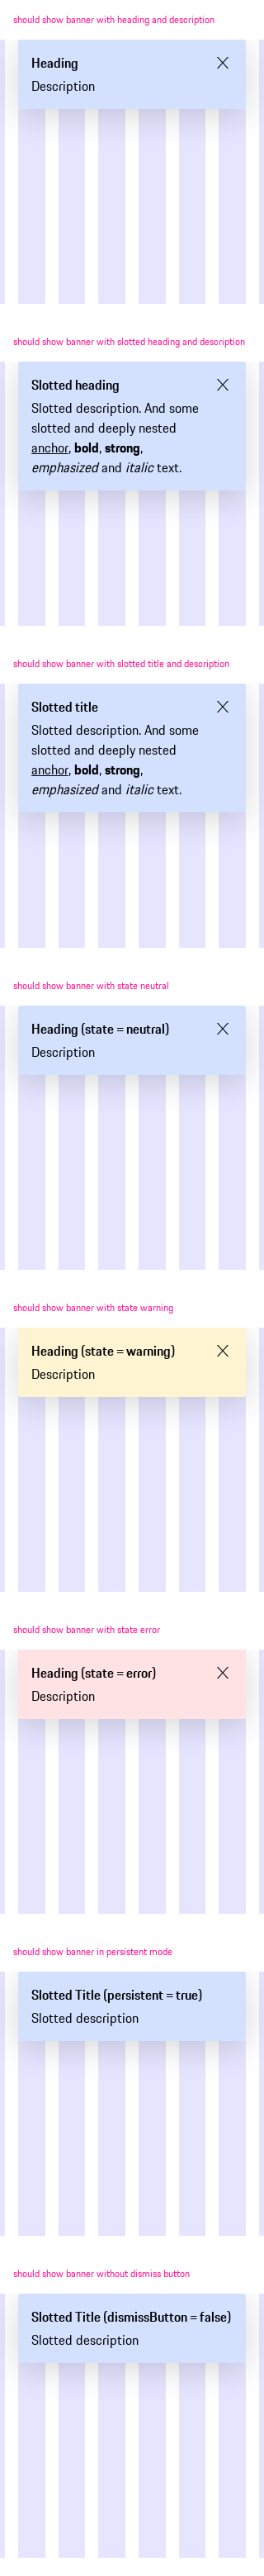 should show banner with heading and description
Heading
Description
should show banner with slotted heading and description
Slotted heading
Slotted description. And some
slotted and deeply nested
anchor, bold, strong,
emphasized and italic text.
should show banner with slotted title and description
Slotted title
Slotted description. And some
slotted and deeply nested
anchor, bold, strong,
emphasized and italic text.
should show banner with state neutral
Heading (state = neutral)
Description
should show banner with state warning
Heading (state = warning)
Description
should show banner with state error
Heading (state = error)
Description
should show banner in persistent mode
Slotted Title (persistent = true)
Slotted description
should show banner without dismiss button
Slotted Title (dismissButton = false)
Slotted description